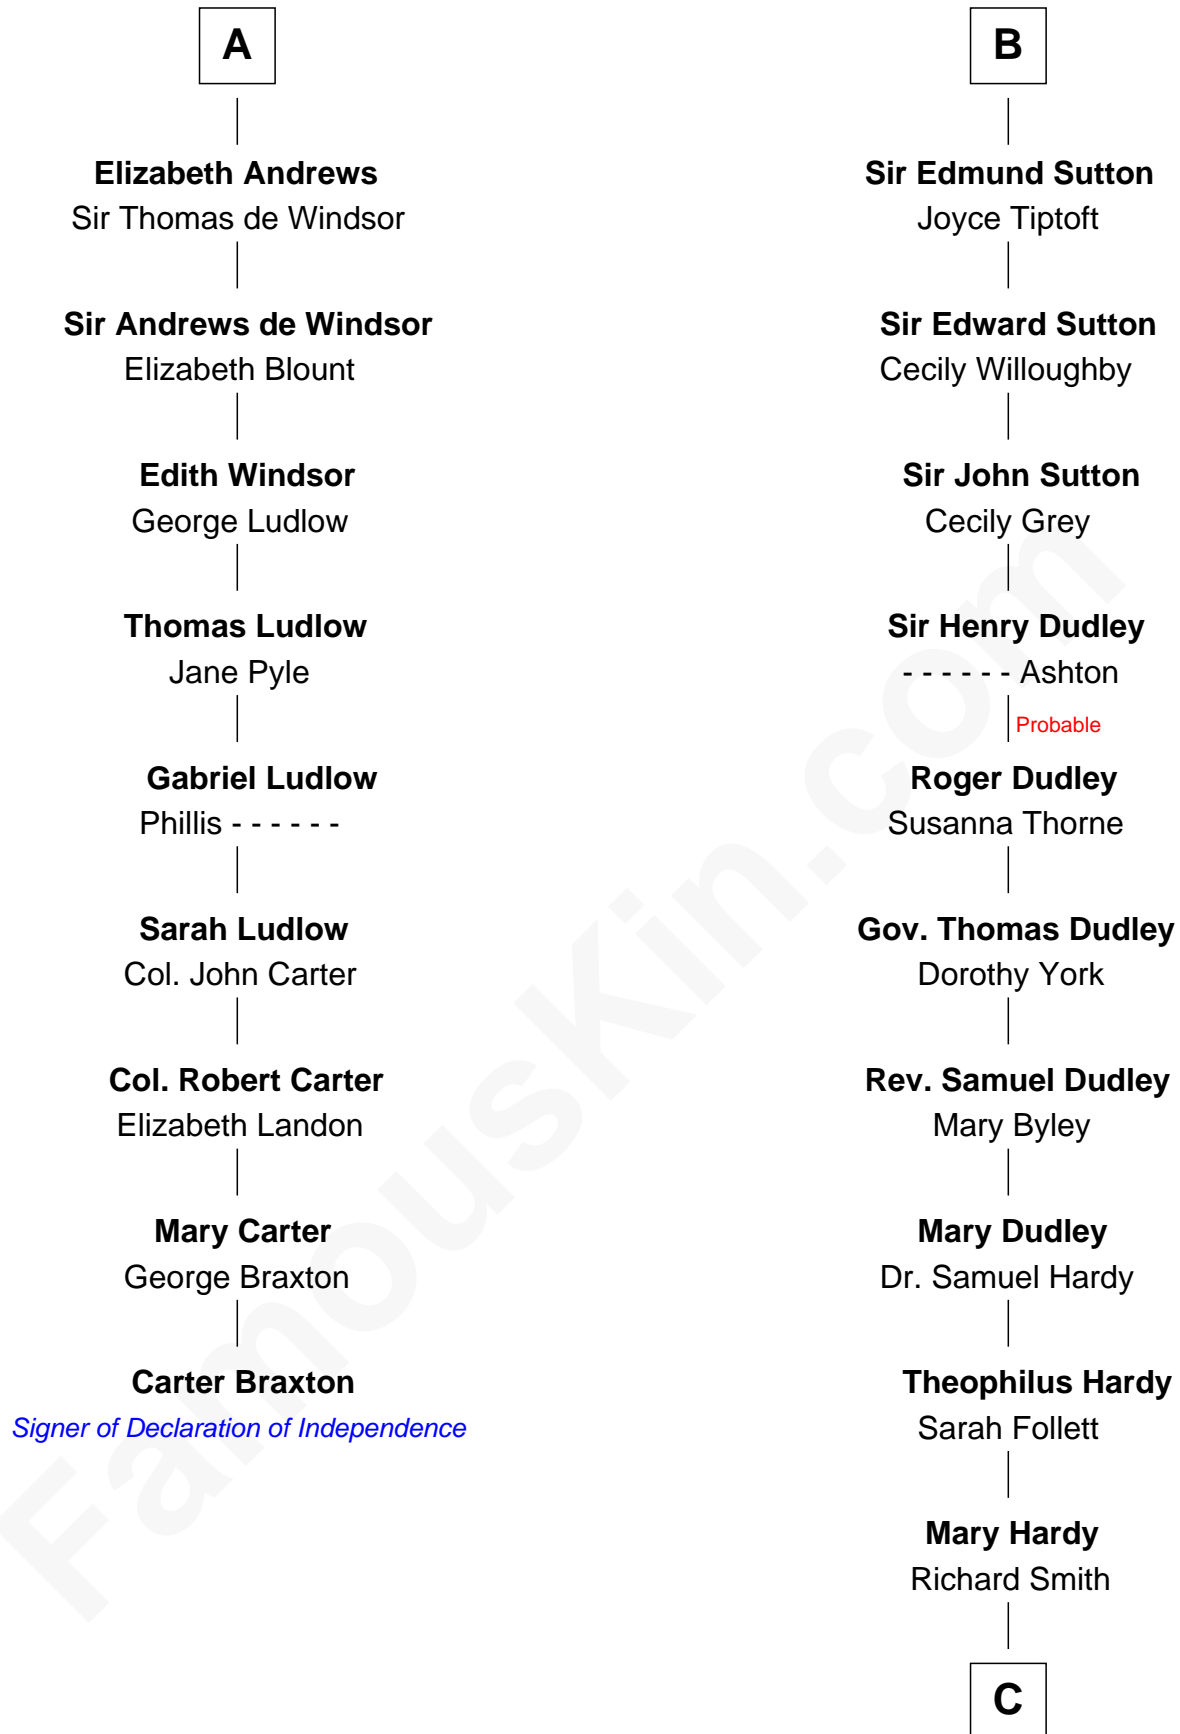 A
Elizabeth Andrews
Sir Thomas de Windsor
Sir Andrews de Windsor
Elizabeth Blount
Edith Windsor
George Ludlow
Thomas Ludlow
Jane Pyle
Gabriel Ludlow
Phillis - - - - - -
Sarah Ludlow
Col. John Carter
Col. Robert Carter
Elizabeth Landon
Mary Carter
George Braxton
Carter Braxton
Signer of Declaration of Independence
B
Sir Edmund Sutton
Joyce Tiptoft
Sir Edward Sutton
Cecily Willoughby
Sir John Sutton
Cecily Grey
Sir Henry Dudley
- - - - - - Ashton
Probable
Roger Dudley
Susanna Thorne
Gov. Thomas Dudley
Dorothy York
Rev. Samuel Dudley
Mary Byley
Mary Dudley
Dr. Samuel Hardy
Theophilus Hardy
Sarah Follett
Mary Hardy
Richard Smith
C
FamousKin.com